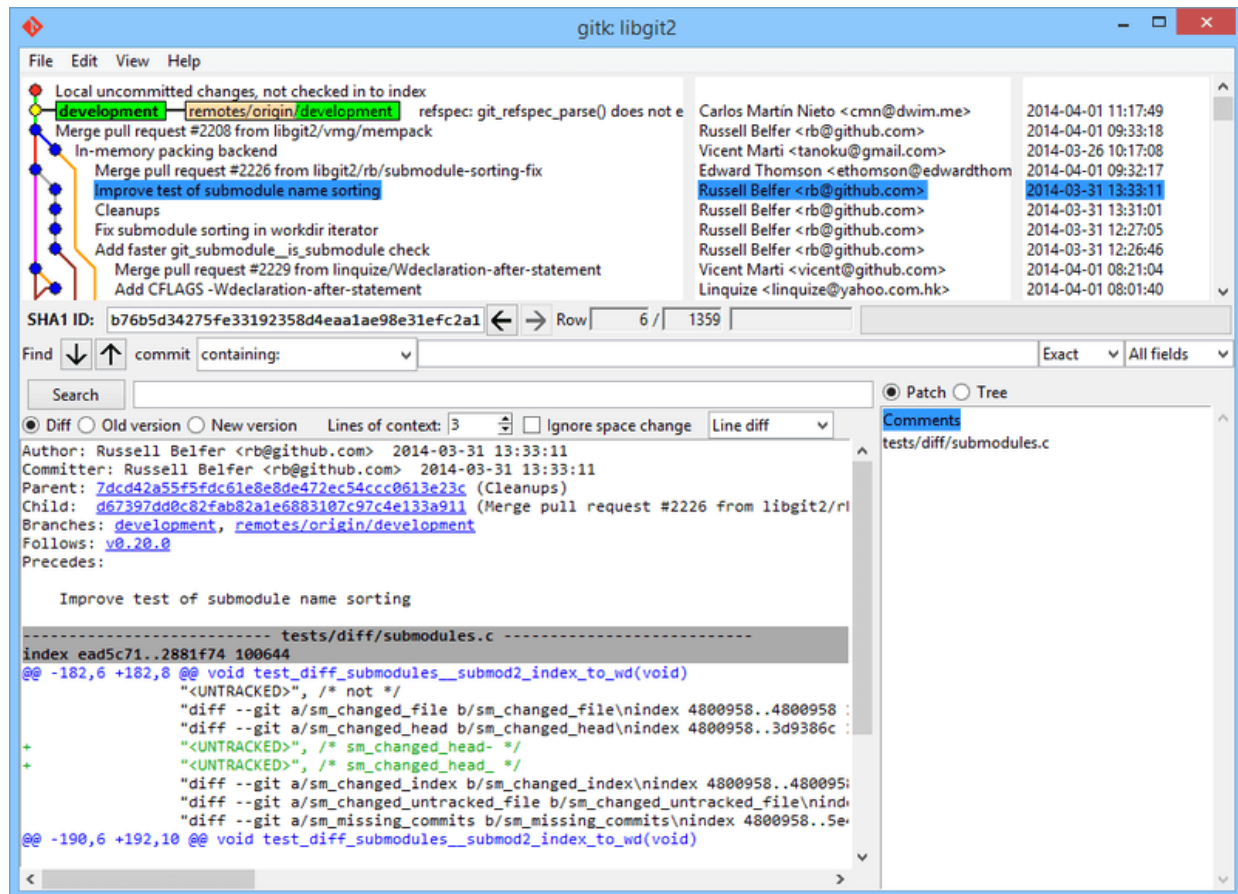 gitk: libgit2
File Edit View Help
Local uncommitted changes, not checked in to index
development remotes/origin/development refspec: git_refspec_parse() does not e Carlos Martín Nieto <cmn@dwim.me> 2014-04-01 11:17:49
Merge pull request #2208 from libgit2/vmg/mempack Russell Belfer <rb@github.com> 2014-04-01 09:33:18
In-memory packing backend Vicent Marti <tanoku@gmail.com> 2014-03-26 10:17:08
Merge pull request #2226 from libgit2/rb/submodule-sorting-fix Edward Thomson <ethomson@edwardthom 2014-04-01 09:32:17
Improve test of submodule name sorting Russell Belfer <rb@github.com> 2014-03-31 13:33:11
Cleanups Russell Belfer <rb@github.com> 2014-03-31 13:31:01
Fix submodule sorting in workdir iterator Russell Belfer <rb@github.com> 2014-03-31 12:27:05
Add faster git_submodule__is_submodule check Russell Belfer <rb@github.com> 2014-03-31 12:26:46
Merge pull request #2229 from linquize/Wdeclaration-after-statement Vicent Marti <vicent@github.com> 2014-04-01 08:21:04
Add CFLAGS -Wdeclaration-after-statement Linquize <linquize@yahoo.com.hk> 2014-04-01 08:01:40
SHA1 ID: b76b5d34275fe33192358d4eaa1ae98e31efc2a1 Row 6 / 1359
Find commit containing: Exact All fields
Search Patch Tree
Diff Old version New version Lines of context: 3 Ignore space change Line diff
Comments
tests/diff/submodules.c
Author: Russell Belfer <rb@github.com> 2014-03-31 13:33:11
Committer: Russell Belfer <rb@github.com> 2014-03-31 13:33:11
Parent: 7dcd42a55f5fdc61e8e8de472ec54ccc0613e23c (Cleanups)
Child: d67397dd0c82fab82a1e6883107c97c4e133a911 (Merge pull request #2226 from libgit2/r
Branches: development, remotes/origin/development
Follows: v0.20.0
Precedes:
Improve test of submodule name sorting
--------------------------- tests/diff/submodules.c ---------------------------
index ead5c71..2881f74 100644
@@ -182,6 +182,8 @@ void test_diff_submodules__submod2_index_to_wd(void)
"<UNTRACKED>", /* not */
"diff --git a/sm_changed_file b/sm_changed_file\nindex 4800958..4800958
"diff --git a/sm_changed_head b/sm_changed_head\nindex 4800958..3d9386c
+ "<UNTRACKED>", /* sm_changed_head- */
+ "<UNTRACKED>", /* sm_changed_head_ */
"diff --git a/sm_changed_index b/sm_changed_index\nindex 4800958..480095
"diff --git a/sm_changed_untracked_file b/sm_changed_untracked_file\nind
"diff --git a/sm_missing_commits b/sm_missing_commits\nindex 4800958..5e
@@ -190,6 +192,10 @@ void test_diff_submodules__submod2_index_to_wd(void)